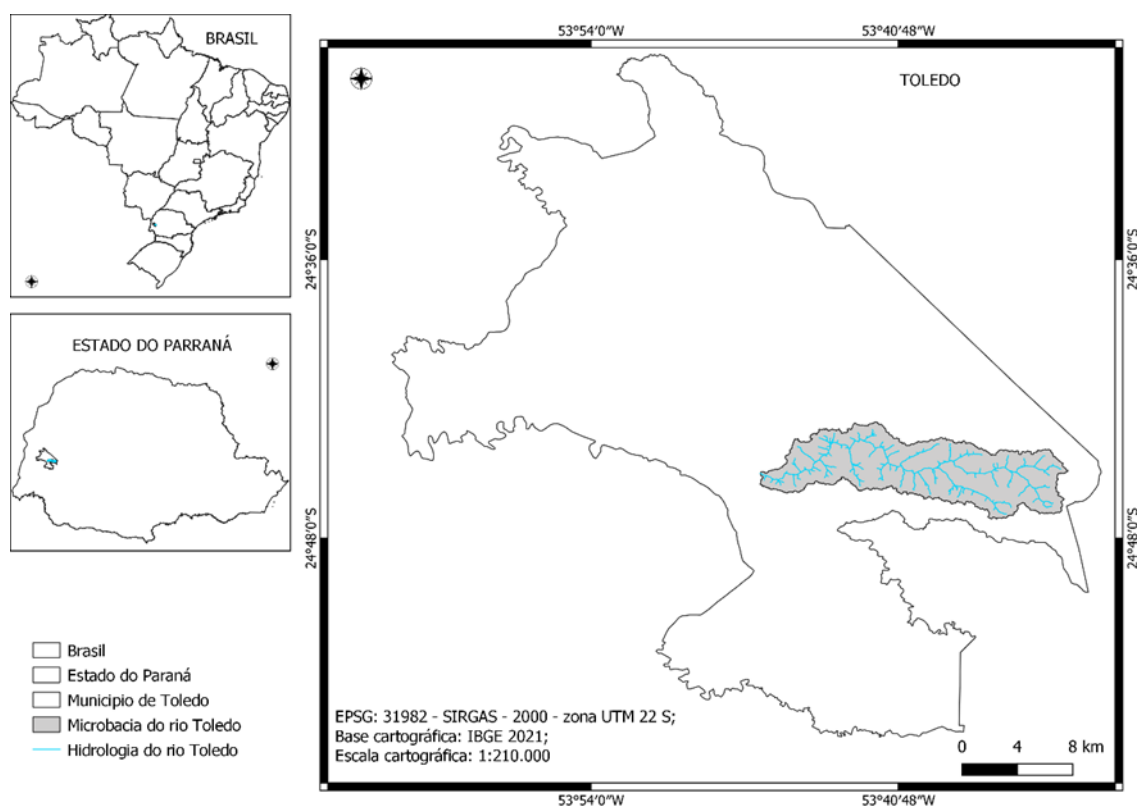 BRASIL
ESTADO DO PARRANÁ
Brasil
Estado do Paraná
Municipio de Toledo
Microbacia do rio Toledo
Hidrologia do rio Toledo
53°54'0"W
53°40'48"W
TOLEDO
24°36'0"S
24°36'0"S
24°48'0"S
24°48'0"S
EPSG: 31982 - SIRGAS - 2000 - zona UTM 22 S;
Base cartográfica: IBGE 2021;
Escala cartográfica: 1:210.000
0 4 8 km
53°54'0"W
53°40'48"W